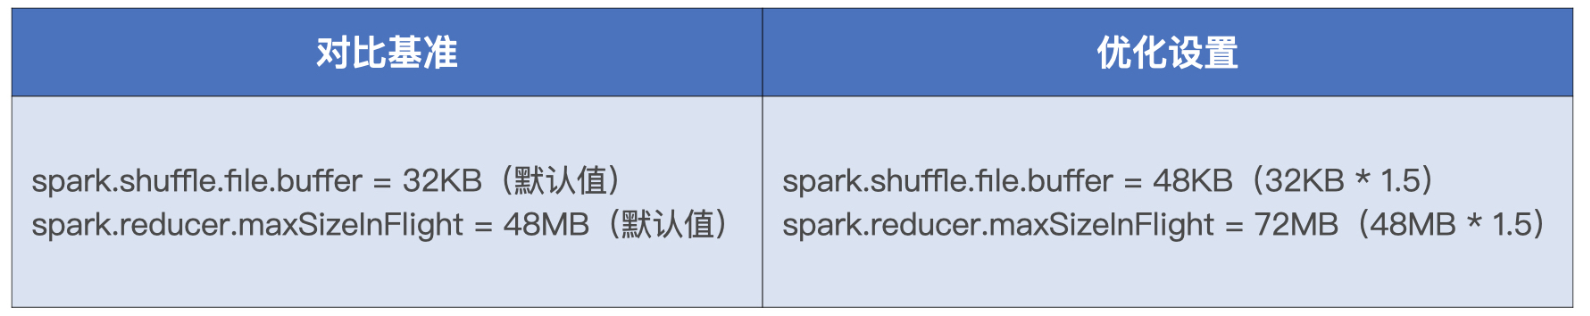 对比基准
优化设置
spark.shuffle.file.buffer = 32KB（默认值）
spark.reducer.maxSizeInFlight = 48MB（默认值）
spark.shuffle.file.buffer = 48KB（32KB * 1.5）
spark.reducer.maxSizeInFlight = 72MB（48MB * 1.5）